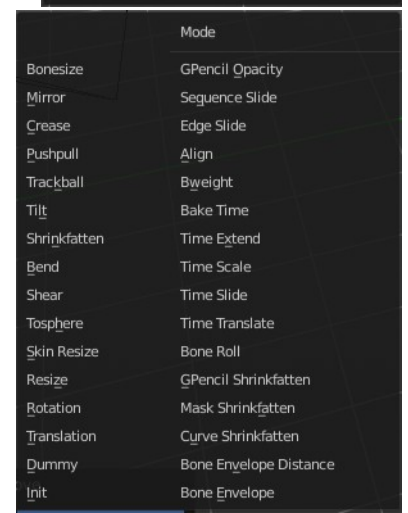 Mode
Bonesize GPencil Opacity
Mirror Sequence Slide
Crease Edge Slide
Pushpull Align
Trackball Bweight
Tilt Bake Time
Shrinkfatten Time Extend
Bend Time Scale
Shear Time Slide
Tosphere Time Translate
Skin Resize Bone Roll
Resize GPencil Shrinkfatten
Rotation Mask Shrinkfatten
Translation Curve Shrinkfatten
Dummy Bone Envelope Distance
Init Bone Envelope